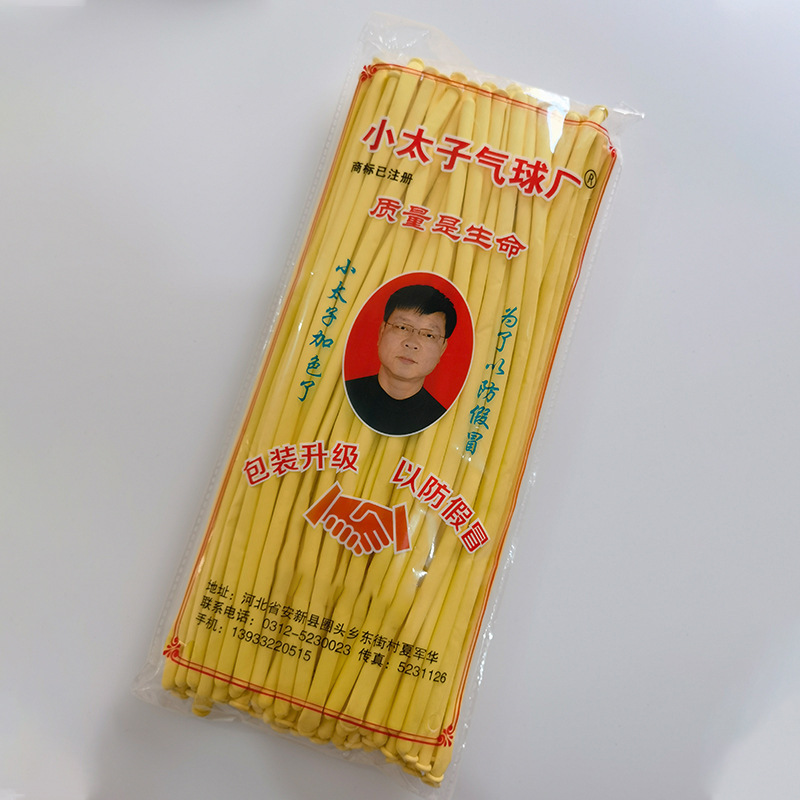 小太子气球厂®
商标已注册
质量是生命
小太子加色了
为了以防假冒
包装升级 以防假冒
地址：河北省安新县圈头乡东街村夏军华
联系电话：0312-5230023 传真：5231126
手机：13933220515